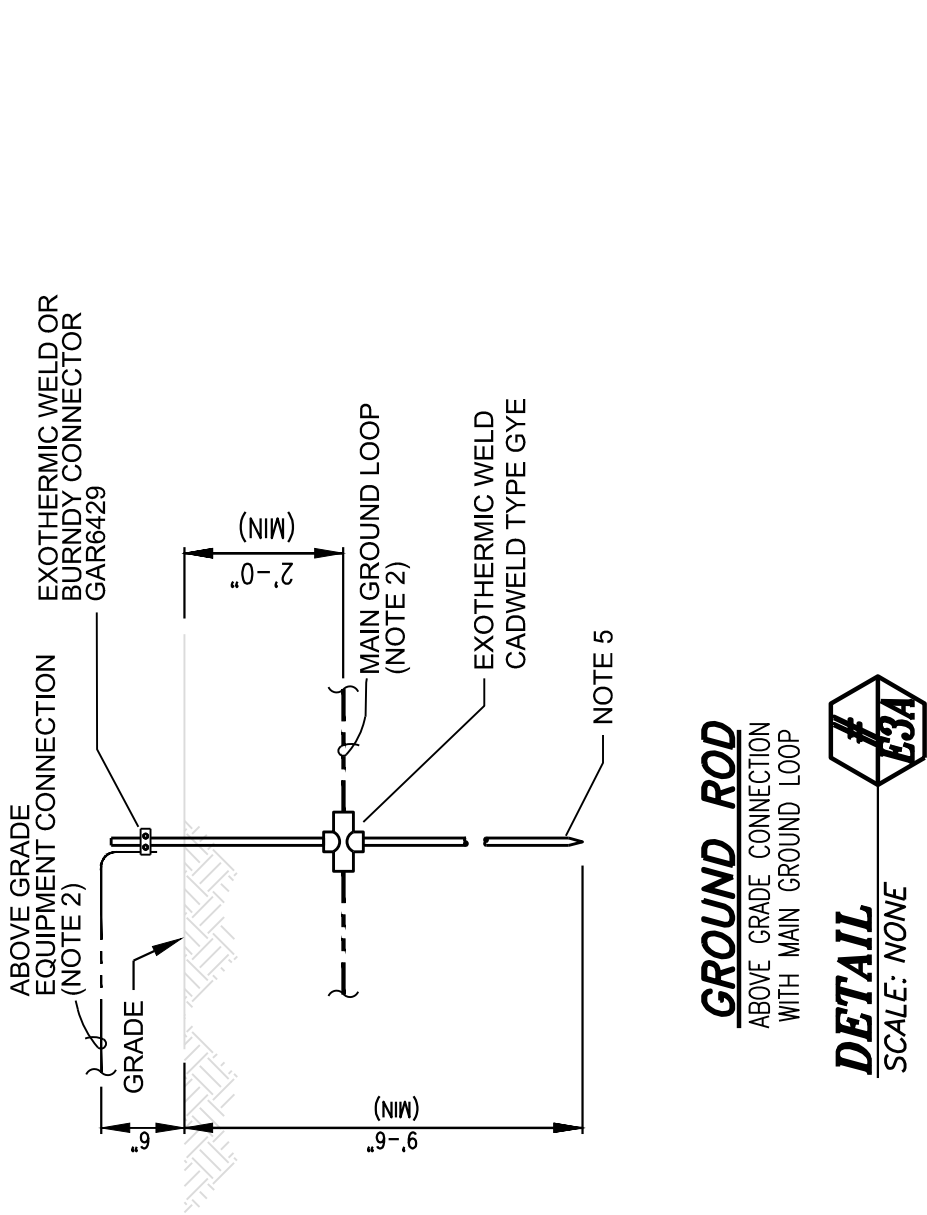 ABOVE GRADE
EQUIPMENT CONNECTION
(NOTE 2)
EXOTHERMIC WELD OR
BURNDY CONNECTOR
GAR6429
GRADE
6"
9'-6"
(MIN)
2'-0"
(MIN)
MAIN GROUND LOOP
(NOTE 2)
EXOTHERMIC WELD
CADWELD TYPE GYE
NOTE 5
GROUND ROD
ABOVE GRADE CONNECTION
WITH MAIN GROUND LOOP
DETAIL
SCALE: NONE
#
E3A